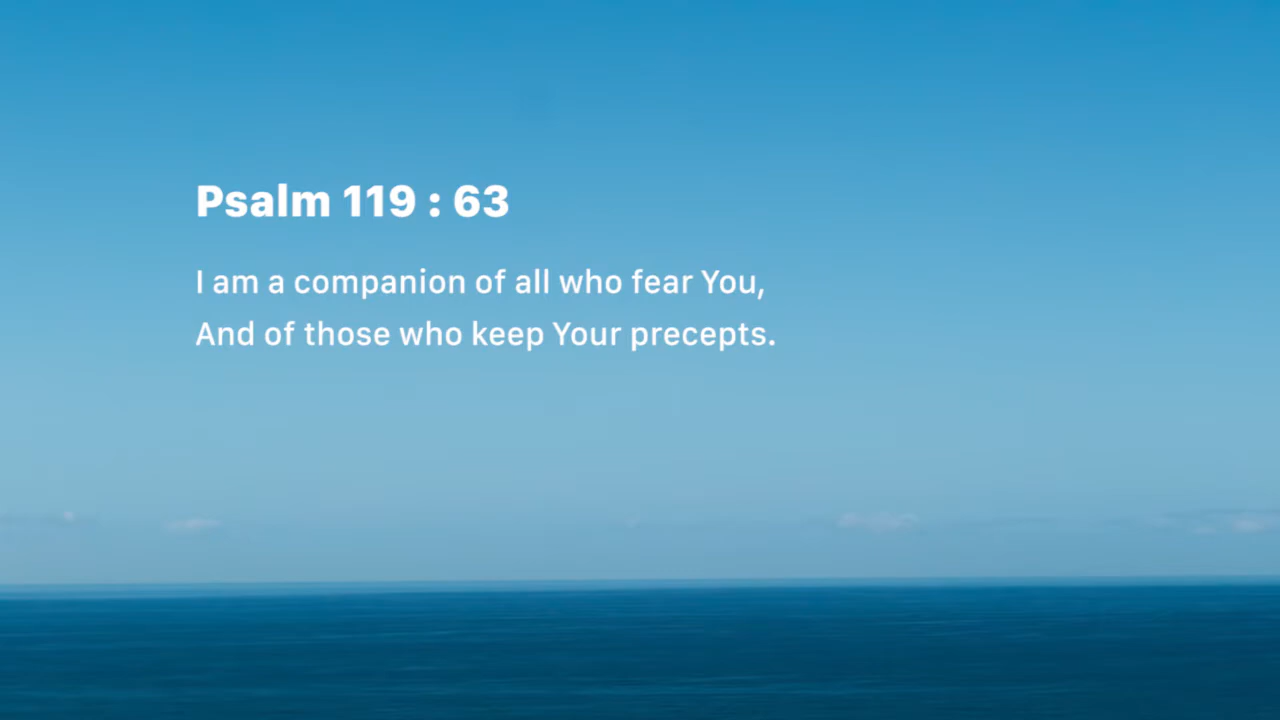 Psalm 119 : 63
I am a companion of all who fear You,
And of those who keep Your precepts.